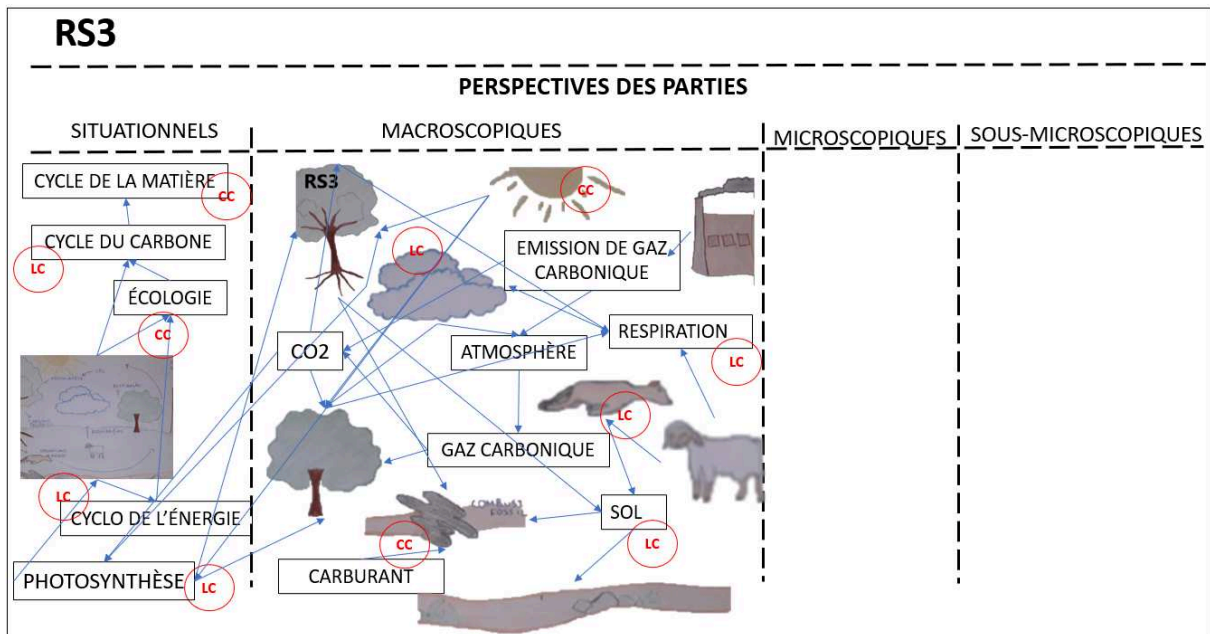 RS3
PERSPECTIVES DES PARTIES
SITUATIONNELS
MACROSCOPIQUES
MICROSCOPIQUES
SOUS-MICROSCOPIQUES
CYCLE DE LA MATIÈRE
CC
CYCLE DU CARBONE
LC
ÉCOLOGIE
CC
LC
CYCLO DE L'ÉNERGIE
PHOTOSYNTHÈSE
LC
RS3
CC
LC
EMISSION DE GAZ
CARBONIQUE
CO2
ATMOSPHÈRE
RESPIRATION
LC
LC
GAZ CARBONIQUE
SOL
LC
CC
CARBURANT